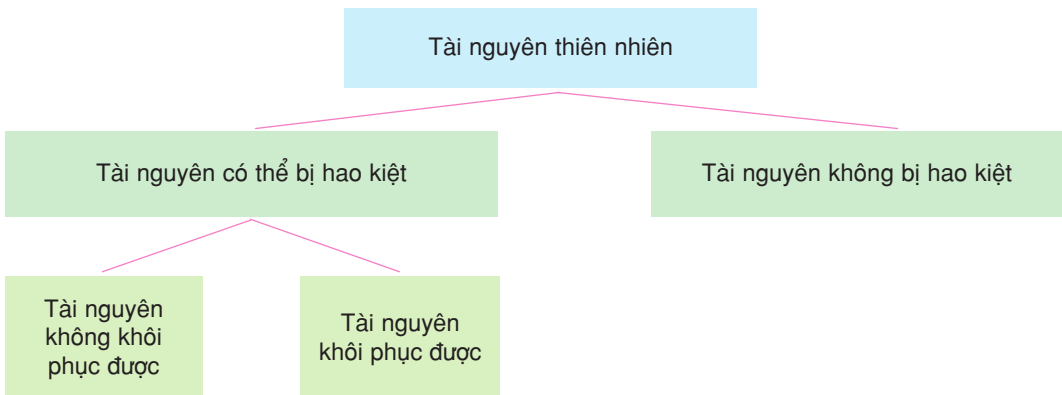 Tài nguyên thiên nhiên
Tài nguyên có thể bị hao kiệt
Tài nguyên không bị hao kiệt
Tài nguyên
không khôi
phục được
Tài nguyên
khôi phục được